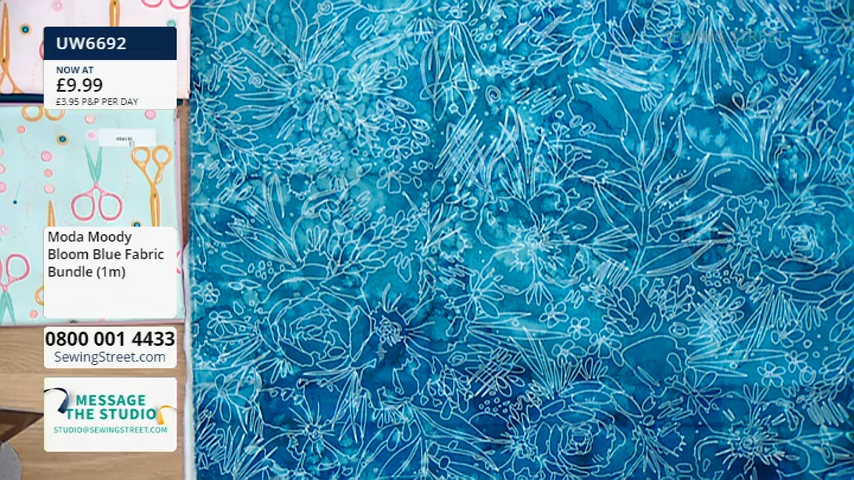 UW6692
NOW AT
£9.99
£3.95 P&P PER DAY
Moda Moody
Bloom Blue Fabric
Bundle (1m)
0800 001 4433
SewingStreet.com
MESSAGE
THE STUDIO
STUDIO@SEWINGSTREET.COM